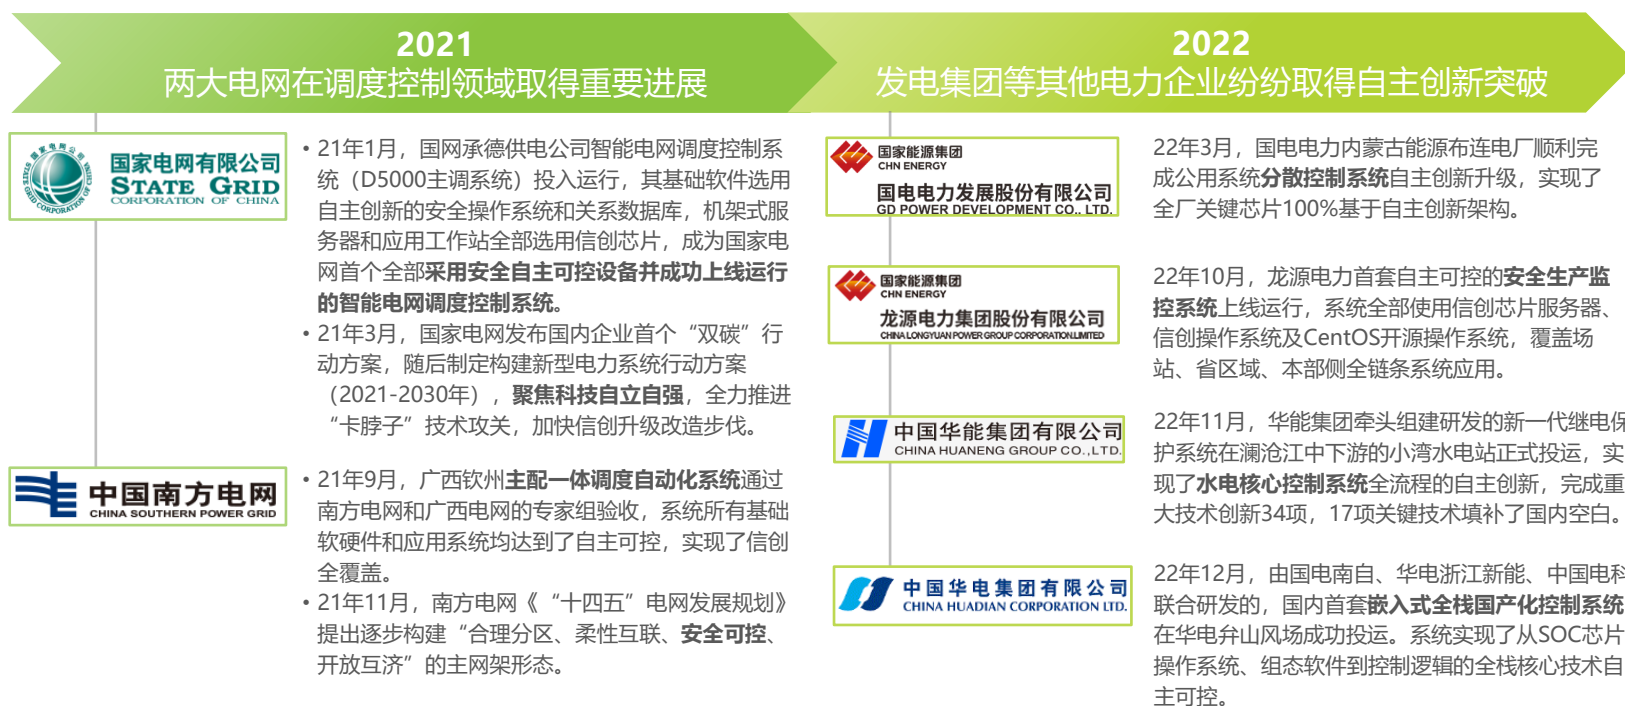 2021
两大电网在调度控制领域取得重要进展
2022
发电集团等其他电力企业纷纷取得自主创新突破
国家电网公司
STATE GRID CORPORATION
国家电网有限公司
STATE GRID
CORPORATION OF CHINA
• 21年1月，国网承德供电公司智能电网调度控制系
统（D5000主调系统）投入运行，其基础软件选用
自主创新的安全操作系统和关系数据库，机架式服
务器和应用工作站全部选用信创芯片，成为国家电
网首个全部采用安全自主可控设备并成功上线运行
的智能电网调度控制系统。
• 21年3月，国家电网发布国内企业首个“双碳”行
动方案，随后制定构建新型电力系统行动方案
（2021-2030年），聚焦科技自立自强，全力推进
“卡脖子”技术攻关，加快信创升级改造步伐。
中国南方电网
CHINA SOUTHERN POWER GRID
• 21年9月，广西钦州主配一体调度自动化系统通过
南方电网和广西电网的专家组验收，系统所有基础
软硬件和应用系统均达到了自主可控，实现了信创
全覆盖。
• 21年11月，南方电网《“十四五”电网发展规划》
提出逐步构建“合理分区、柔性互联、安全可控、
开放互济”的主网架形态。
国家能源集团
CHN ENERGY
国电电力发展股份有限公司
GD POWER DEVELOPMENT CO., LTD.
22年3月，国电电力内蒙古能源布连电厂顺利完
成公用系统分散控制系统自主创新升级，实现了
全厂关键芯片100%基于自主创新架构。
国家能源集团
CHN ENERGY
龙源电力集团股份有限公司
CHINA LONGYUAN POWER GROUP CORPORATION LIMITED
22年10月，龙源电力首套自主可控的安全生产监
控系统上线运行，系统全部使用信创芯片服务器、
信创操作系统及CentOS开源操作系统，覆盖场
站、省区域、本部侧全链条系统应用。
中国华能集团有限公司
CHINA HUANENG GROUP CO.,LTD.
22年11月，华能集团牵头组建研发的新一代继电保
护系统在澜沧江中下游的小湾水电站正式投运，实
现了水电核心控制系统全流程的自主创新，完成重
大技术创新34项，17项关键技术填补了国内空白。
中国华电集团有限公司
CHINA HUADIAN CORPORATION LTD.
22年12月，由国电南自、华电浙江新能、中国电科
联合研发的，国内首套嵌入式全栈国产化控制系统
在华电弁山风场成功投运。系统实现了从SOC芯片
操作系统、组态软件到控制逻辑的全栈核心技术自
主可控。